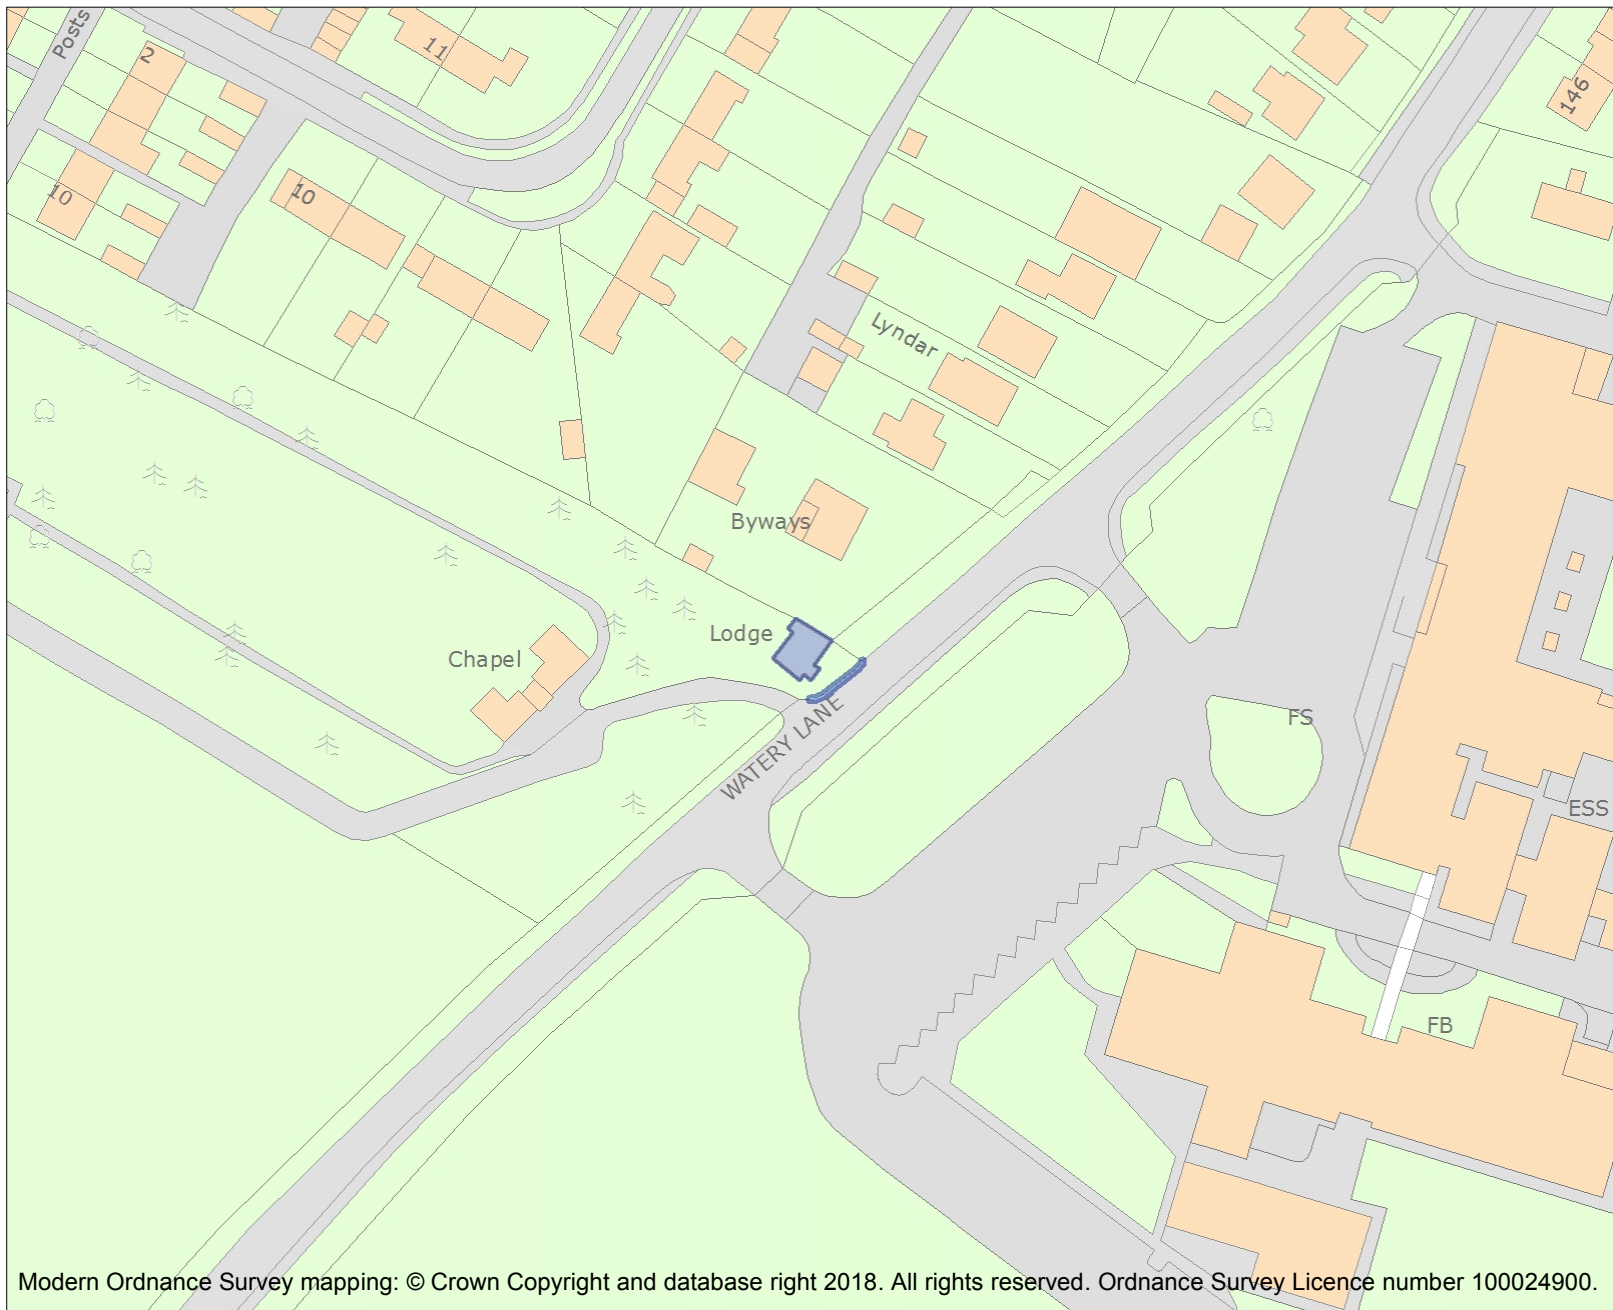 Posts
2
11
146
10
10
Lyndar
Byways
Lodge
Chapel
WATERY LANE
FS
ESS
FB
Modern Ordnance Survey mapping: © Crown Copyright and database right 2018. All rights reserved. Ordnance Survey Licence number 100024900.